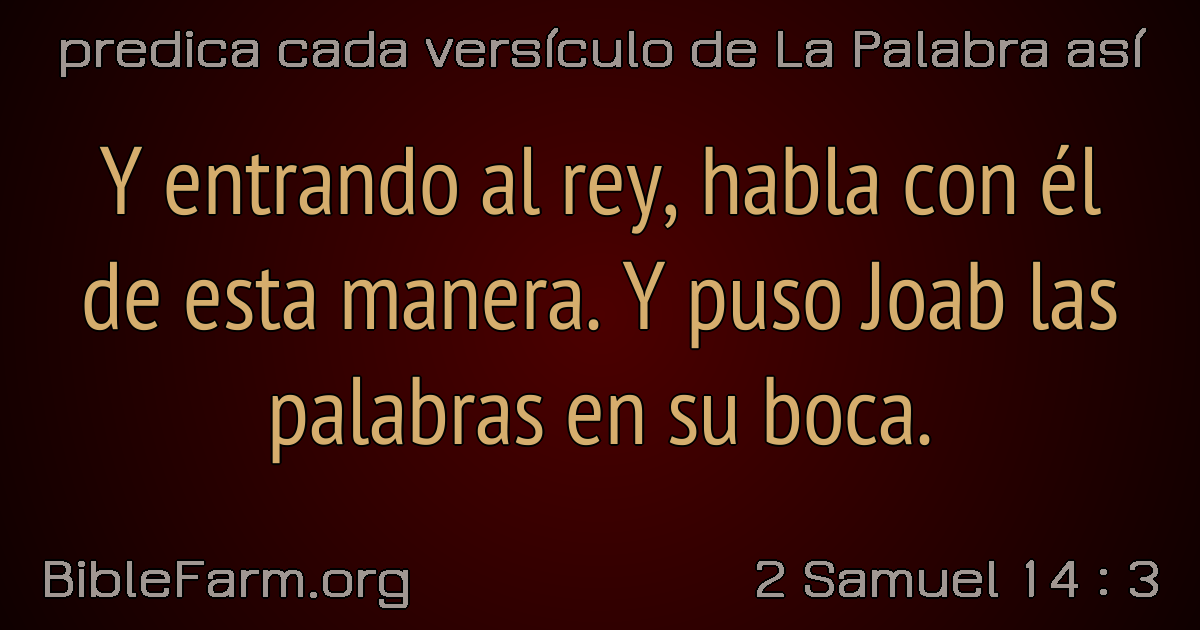 predica cada versículo de La Palabra así
Y entrando al rey, habla con él
de esta manera. Y puso Joab las
palabras en su boca.
BibleFarm.org
2 Samuel 14 : 3